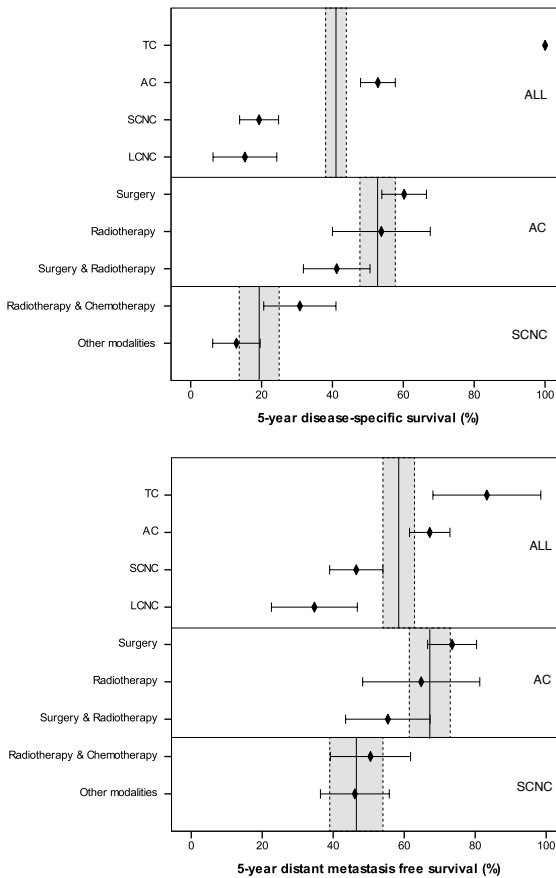 TC
AC
ALL
SCNC
LCNC
Surgery
AC
Radiotherapy
Surgery & Radiotherapy
Radiotherapy & Chemotherapy
SCNC
Other modalities
0 20 40 60 80 100
5-year disease-specific survival (%)
TC
AC
ALL
SCNC
LCNC
Surgery
AC
Radiotherapy
Surgery & Radiotherapy
Radiotherapy & Chemotherapy
SCNC
Other modalities
0 20 40 60 80 100
5-year distant metastasis free survival (%)